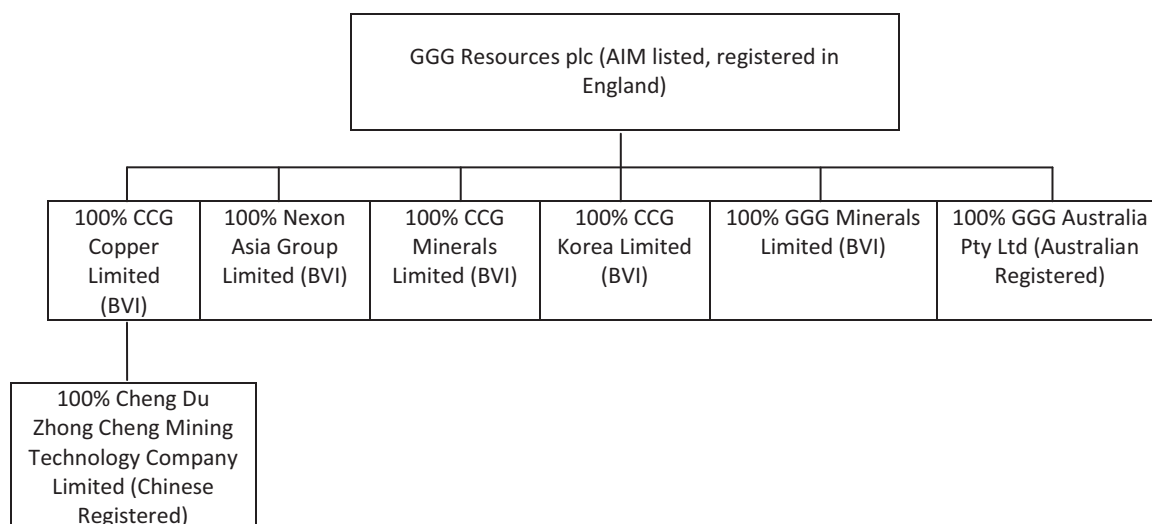 GGG Resources plc (AIM listed, registered in
England)
100% CCG
Copper
Limited
(BVI)
100% Nexon
Asia Group
Limited (BVI)
100% CCG
Minerals
Limited (BVI)
100% CCG
Korea Limited
(BVI)
100% GGG Minerals
Limited (BVI)
100% GGG Australia
Pty Ltd (Australian
Registered)
100% Cheng Du
Zhong Cheng Mining
Technology Company
Limited (Chinese
Registered)